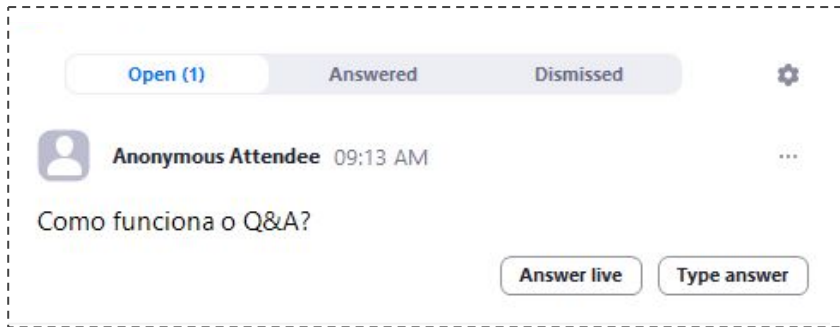 Open (1) Answered Dismissed
Anonymous Attendee 09:13 AM
Como funciona o Q&A?
Answer live Type answer